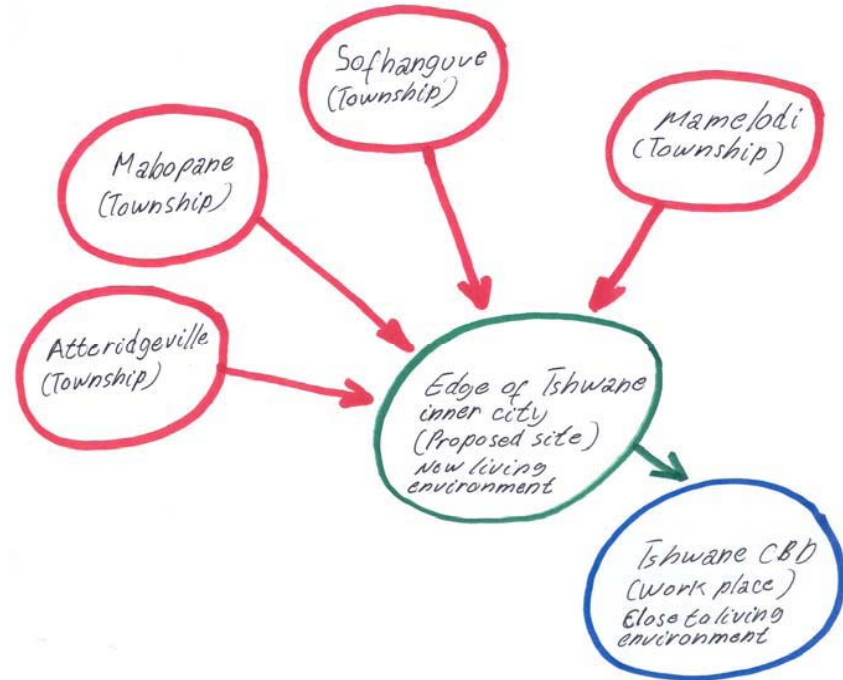 Sofhanguve
(Township)
Mamelodi
(Township)
Mabopane
(Township)
Atteridgeville
(Township)
Edge of Tshwane
inner city
(Proposed site)
New living
environment
Tshwane CBD
(Work place)
Close to living
environment